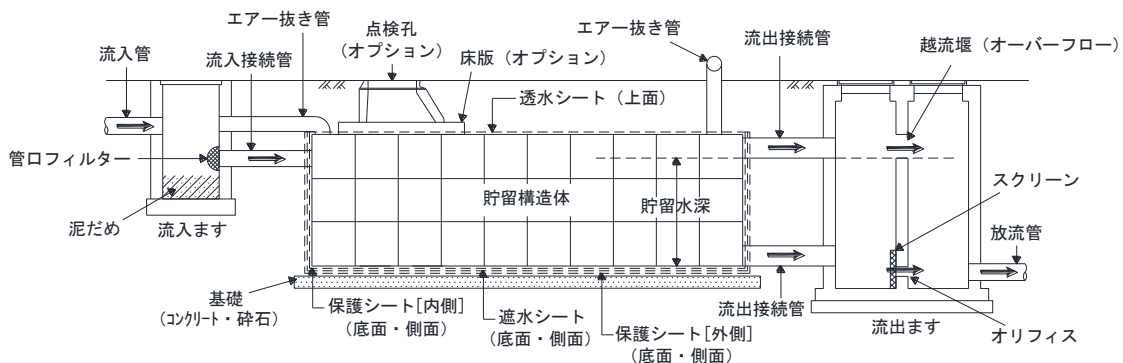 流入管
流入接続管
エアー抜き管
点検孔
(オプション)
床版 (オプション)
エアー抜き管
流出接続管
越流堰 (オーバーフロー)
透水シート (上面)
管口フィルター
泥だめ
流入ます
貯留構造体
貯留水深
スクリーン
放流管
基礎
(コンクリート・砕石)
保護シート[内側]
(底面・側面)
遮水シート
(底面・側面)
保護シート[外側]
(底面・側面)
流出接続管
流出ます
オリフィス